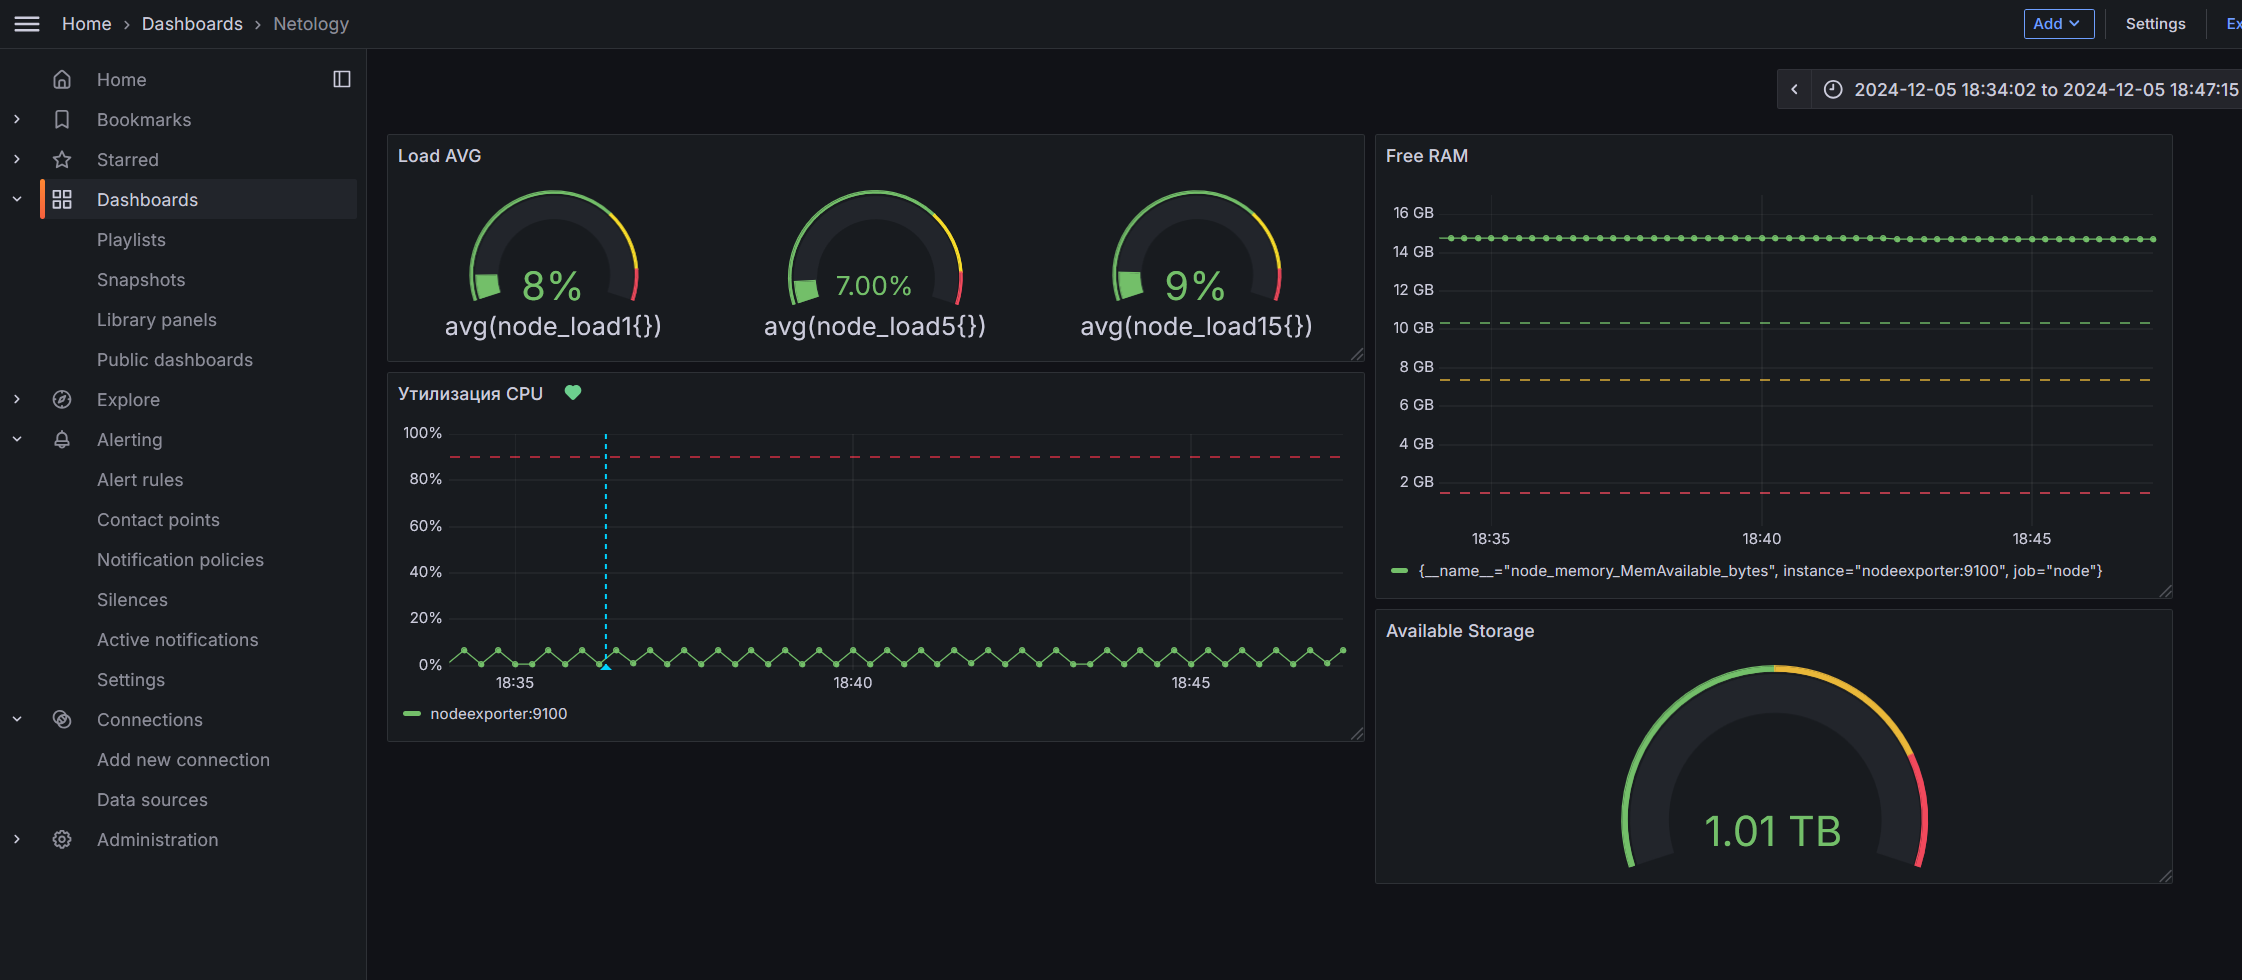 Home › Dashboards › Netology
Add
Settings
Ex
Home
Bookmarks
Starred
Dashboards
Playlists
Snapshots
Library panels
Public dashboards
Explore
Alerting
Alert rules
Contact points
Notification policies
Silences
Active notifications
Settings
Connections
Add new connection
Data sources
Administration
2024-12-05 18:34:02 to 2024-12-05 18:47:15
Load AVG
8%
7.00%
9%
avg(node_load1{})
avg(node_load5{})
avg(node_load15{})
Утилизация CPU
100%
80%
60%
40%
20%
0%
18:35
18:40
18:45
nodeexporter:9100
Free RAM
16 GB
14 GB
12 GB
10 GB
8 GB
6 GB
4 GB
2 GB
18:35
18:40
18:45
{__name__="node_memory_MemAvailable_bytes", instance="nodeexporter:9100", job="node"}
Available Storage
1.01 TB